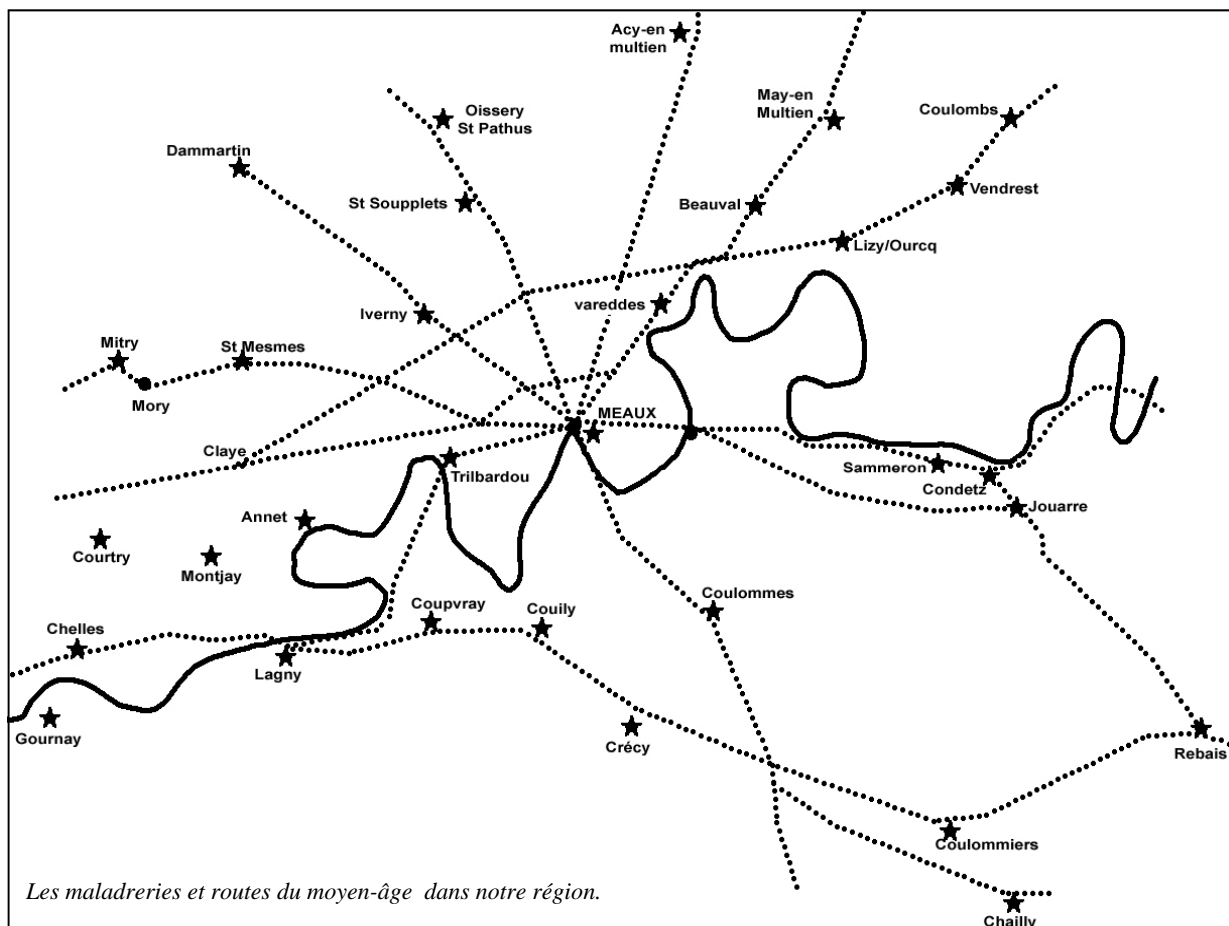 Acy-en
multien
May-en
Multien
Coulombs
Oissery
St Pathus
Dammartin
Vendrest
St Soupplets
Beauval
Lizy/Ourcq
vareddes
Iverny
Mitry
St Mesmes
Mory
MEAUX
Claye
Trilbardou
Sammeron
Condetz
Jouarre
Annet
Courtry
Montjay
Coulommes
Coupvray
Couily
Chelles
Lagny
Gournay
Crécy
Rebais
Coulommiers
Les maladreries et routes du moyen-âge dans notre région.
Chailly